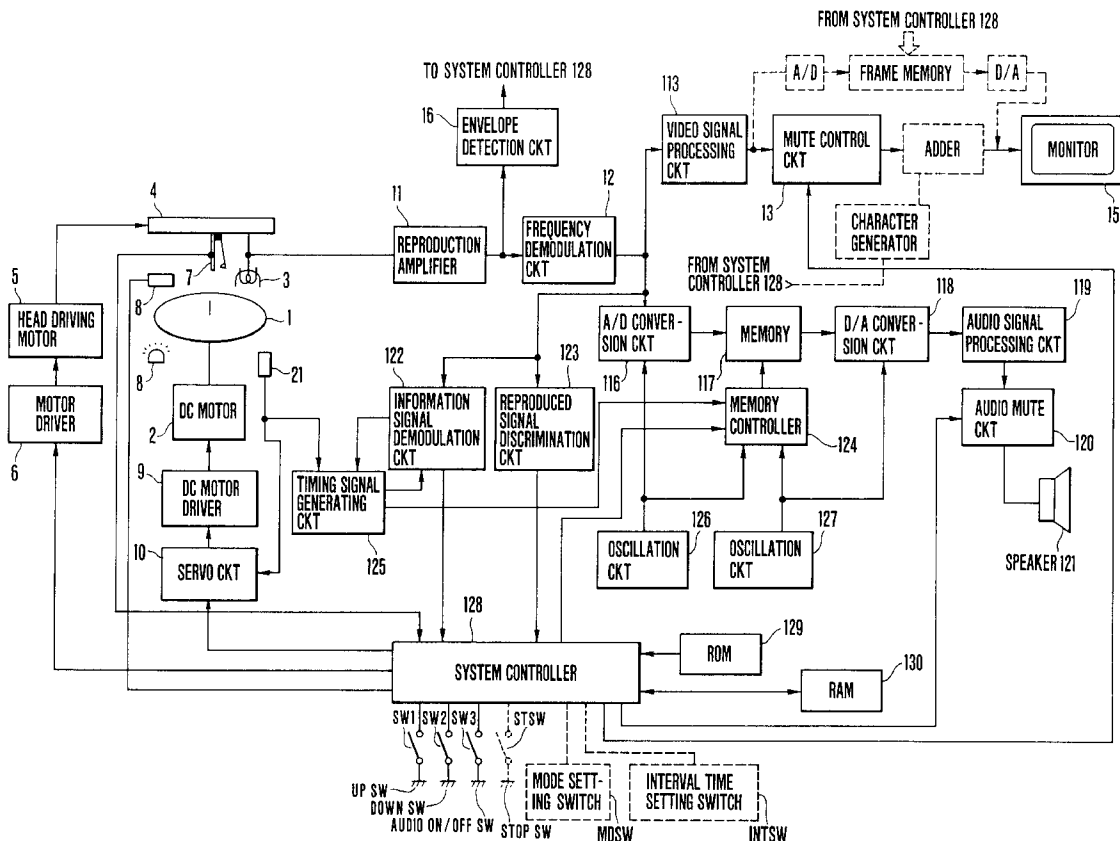 FROM SYSTEM CONTROLLER 128
TO SYSTEM CONTROLLER 128
A/D
FRAME MEMORY
D/A
113
16
ENVELOPE
DETECTION CKT
VIDEO SIGNAL
PROCESSING
CKT
MUTE CONTROL
CKT
13
ADDER
MONITOR
15
4
11
12
REPRODUCTION
AMPLIFIER
FREQUENCY
DEMODULATION
CKT
CHARACTER
GENERATOR
7
3
5
8
HEAD DRIVING
MOTOR
1
FROM SYSTEM
CONTROLLER 128
118
119
A/D CONVER-
SION CKT
116
MEMORY
117
D/A CONVER-
SION CKT
AUDIO SIGNAL
PROCESSING CKT
8
21
122
123
MOTOR
DRIVER
6
DC MOTOR
2
INFORMATION
SIGNAL
DEMODULATION
CKT
REPRODUCED
SIGNAL
DISCRIMINATION
CKT
MEMORY
CONTROLLER
124
AUDIO MUTE
CKT
120
9
DC MOTOR
DRIVER
TIMING SIGNAL
GENERATING
CKT
125
126
127
OSCILLATION
CKT
OSCILLATION
CKT
SPEAKER 121
10
SERVO CKT
128
SYSTEM CONTROLLER
129
ROM
130
RAM
SW1
SW2
SW3
STSW
UP SW
DOWN SW
AUDIO ON/OFF SW
STOP SW
MODE SETT-
ING SWITCH
MDSW
INTERVAL TIME
SETTING SWITCH
INTSW